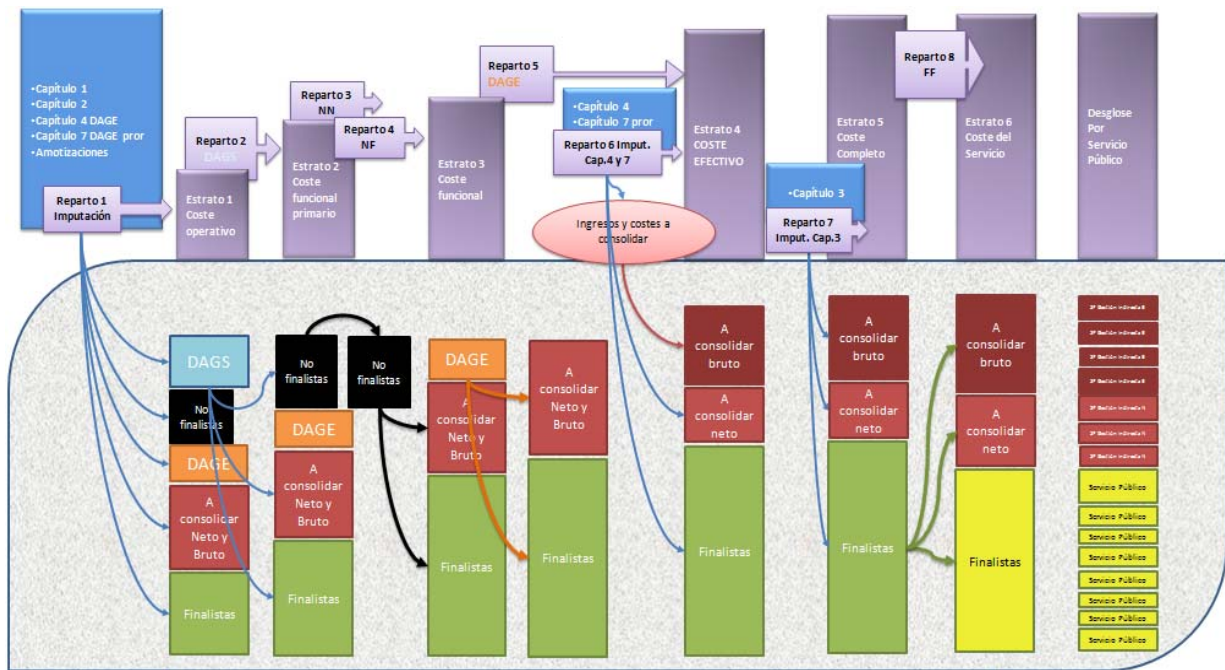 •Capítulo 1
•Capítulo 2
•Capítulo 4 DAGE
•Capítulo 7 DAGE pror
•Amotizaciones
Reparto 1
Imputación
Reparto 2
DAGS
Estrato 1
Coste
operativo
Reparto 3
NN
Estrato 2
Coste
funcional
primario
Reparto 4
NF
Estrato 3
Coste
funcional
Reparto 5
DAGE
•Capítulo 4
•Capítulo 7 pror
Reparto 6 Imput.
Cap.4 y 7
Ingresos y costes a
consolidar
Estrato 4
COSTE
EFECTIVO
•Capítulo 3
Reparto 7
Imput. Cap.3
Estrato 5
Coste
Completo
Reparto 8
FF
Estrato 6
Coste del
Servicio
Desglose
Por
Servicio
Público
DAGS
No
finalistas
DAGE
A
consolidar
Neto y
Bruto
Finalistas
No
finalistas
DAGE
A
consolidar
Neto y
Bruto
Finalistas
No
finalistas
DAGE
A
consolidar
Neto y
Bruto
Finalistas
A
consolidar
Neto y
Bruto
Finalistas
A
consolidar
bruto
A
consolidar
neto
Finalistas
A
consolidar
bruto
A
consolidar
neto
Finalistas
A
consolidar
bruto
A
consolidar
neto
Finalistas
Servicio Público
Servicio Público
Servicio Público
Servicio Público
Servicio Público
Servicio Público
Servicio Público
Servicio Público